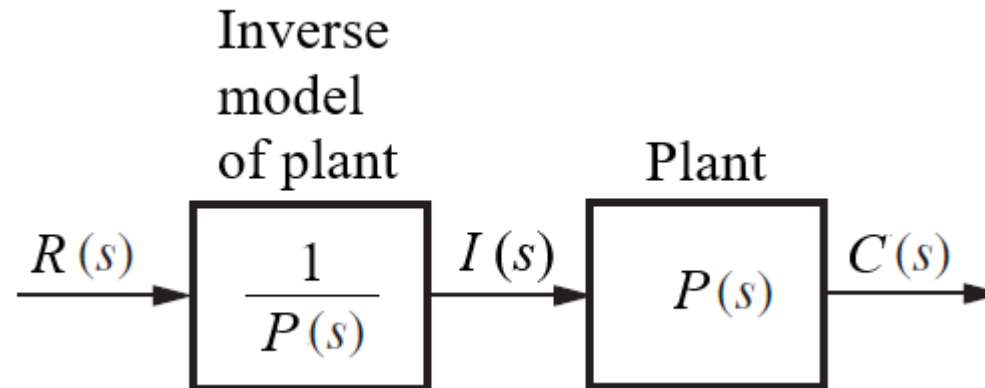 Inverse
model
of plant
Plant
R(s)
1
P(s)
I(s)
P(s)
C(s)